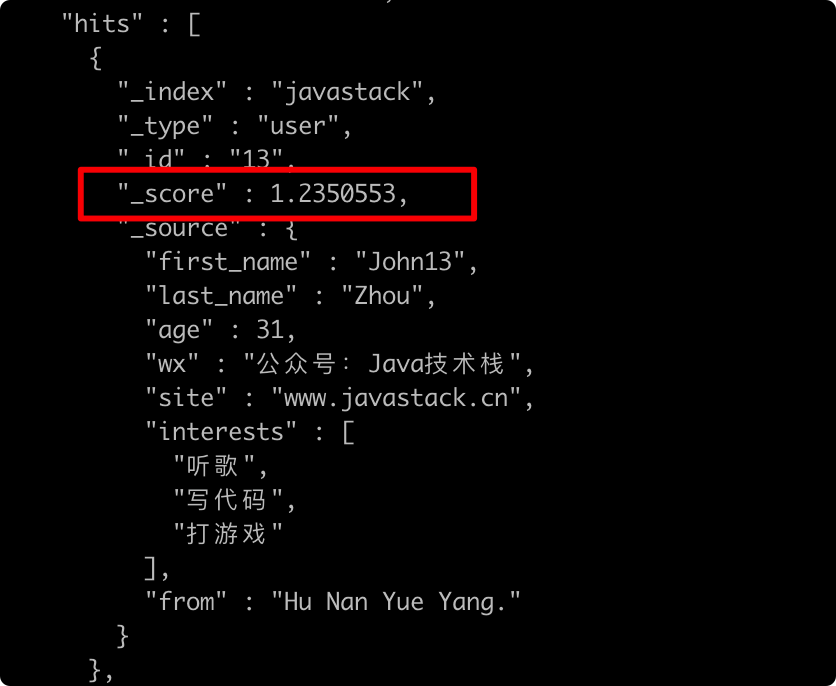 "hits" : [
{
"_index" : "javastack",
"_type" : "user",
"_id" : "13",
"_score" : 1.2350553,
"_source" : {
"first_name" : "John13",
"last_name" : "Zhou",
"age" : 31,
"wx" : "公众号：Java技术栈",
"site" : "www.javastack.cn",
"interests" : [
"听歌",
"写代码",
"打游戏"
],
"from" : "Hu Nan Yue Yang."
}
},